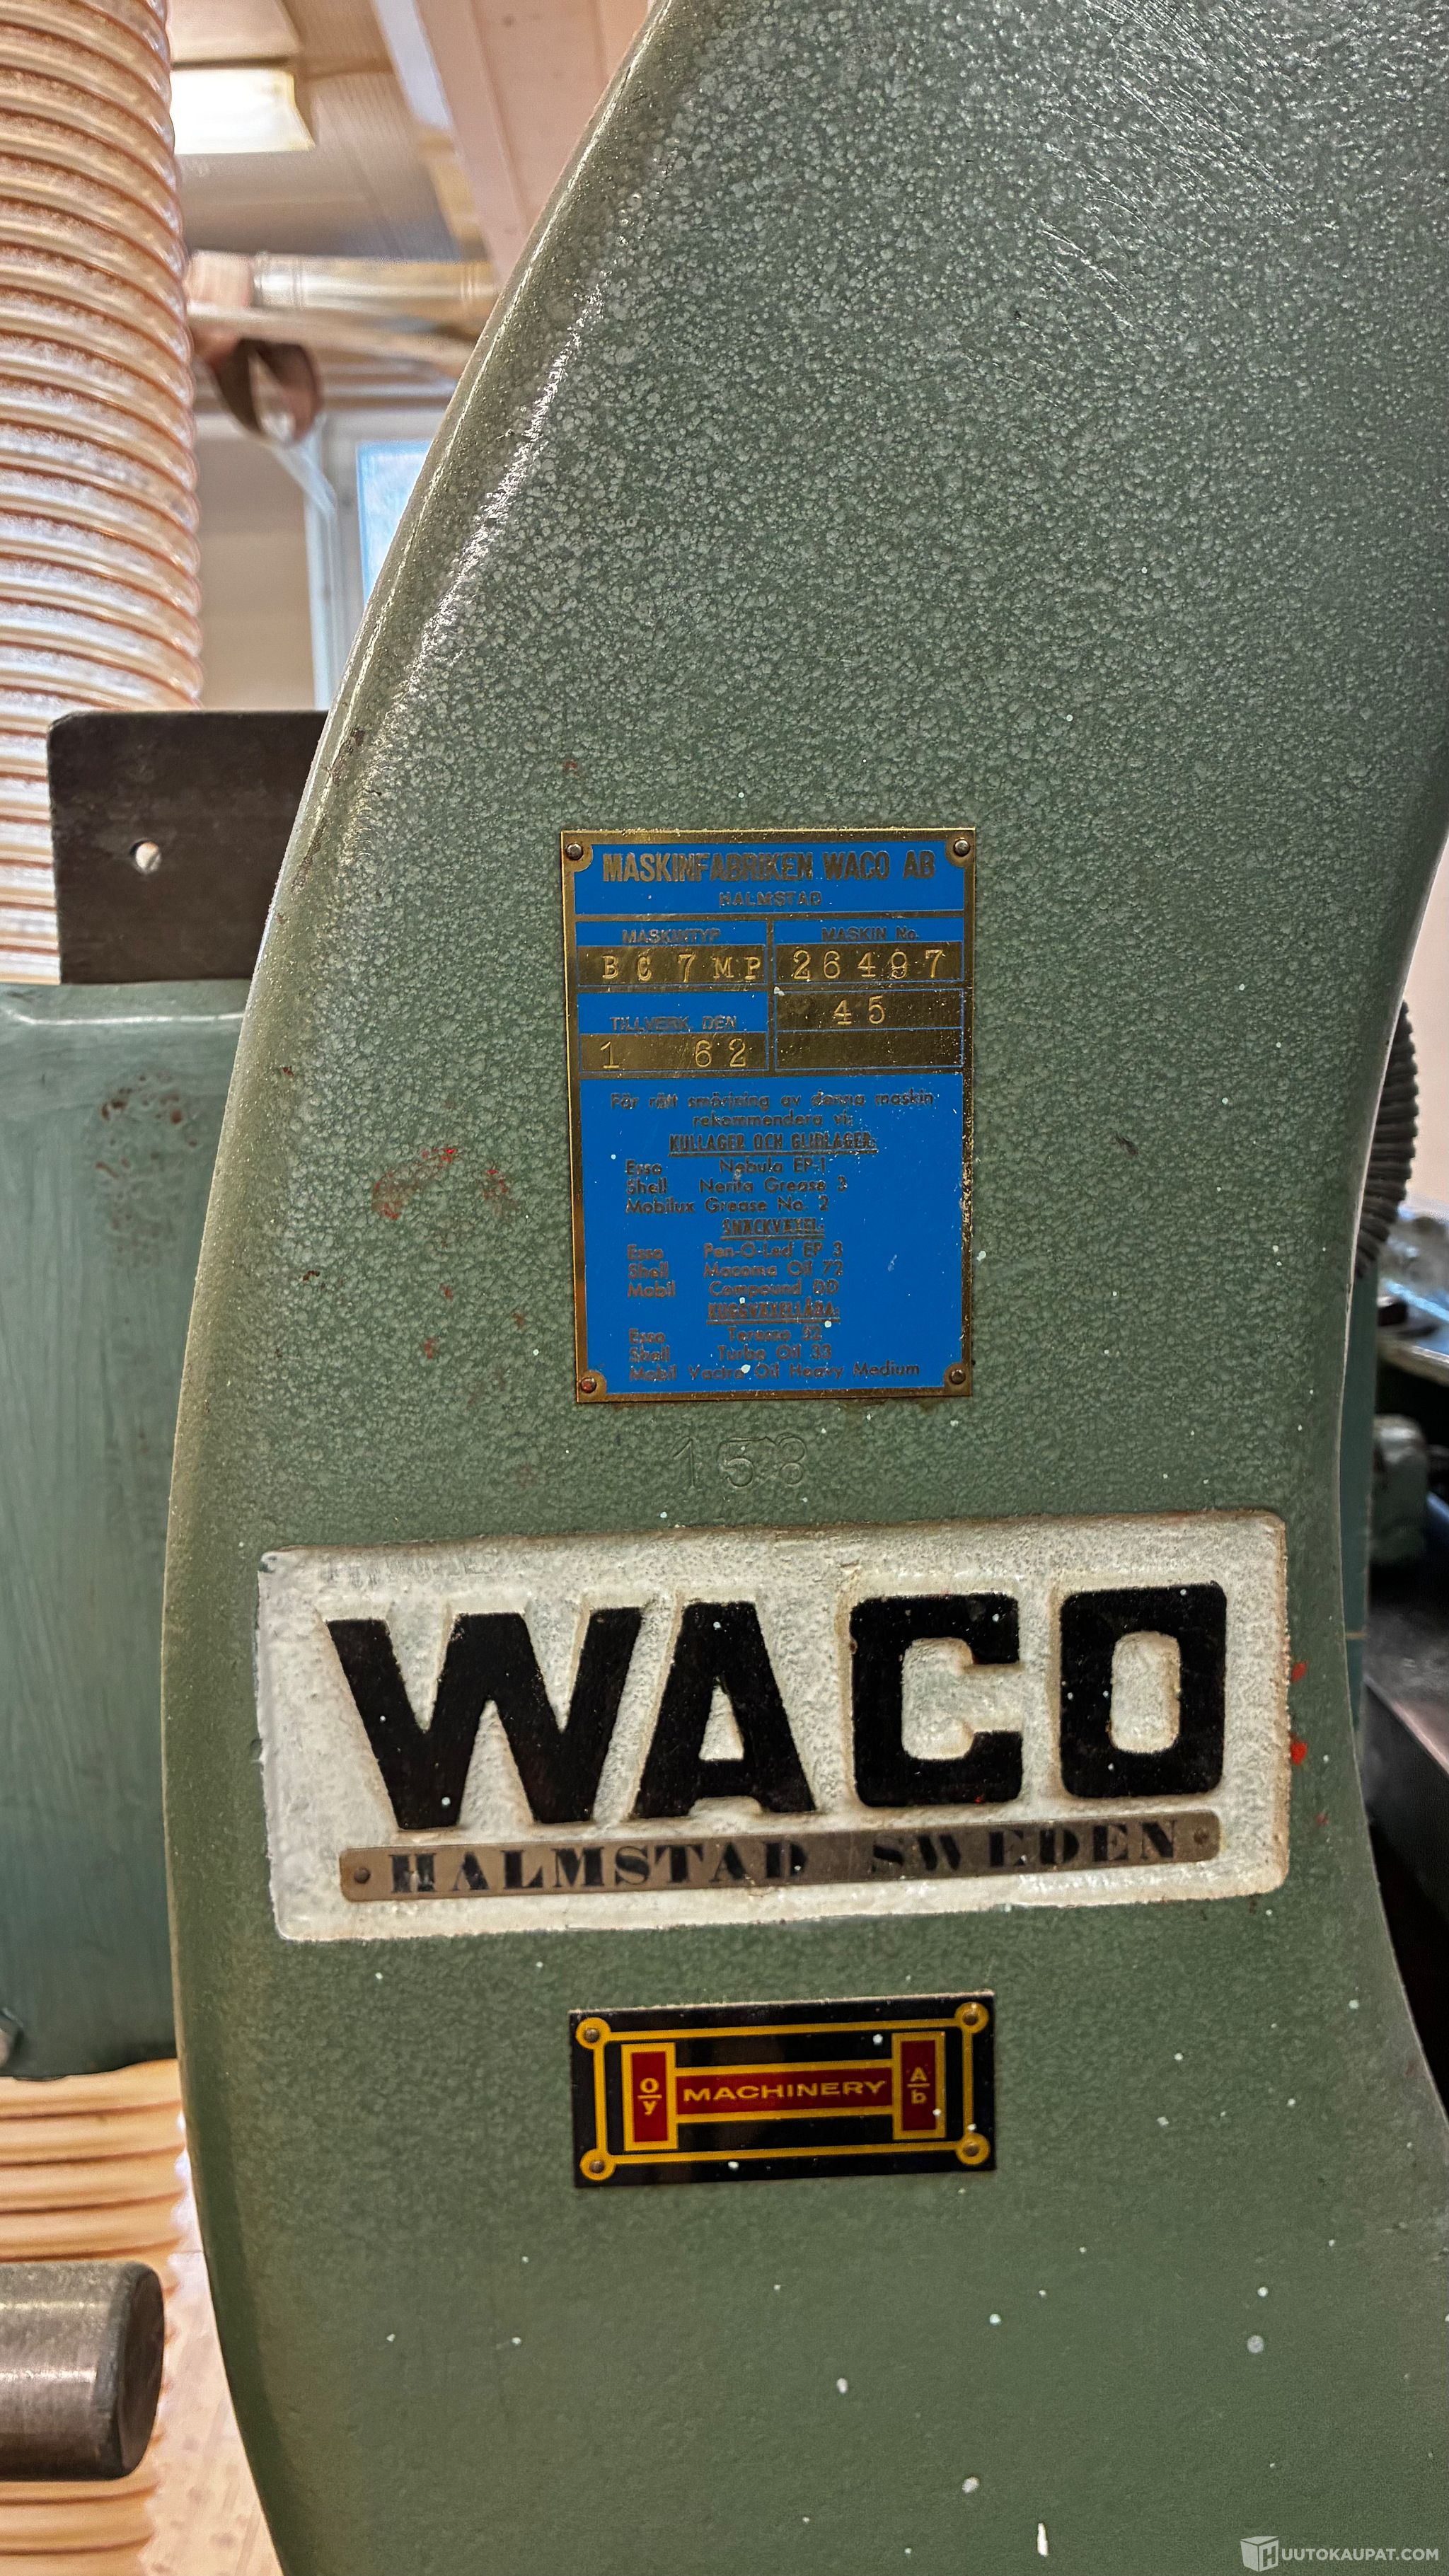 MASKINFABRIKEN WACO AB
HALMSTAD
MASKINTYP
MASKIN No.
BC 7 MP
26497
TILLVERK. DEN
45
1 62
För rätt smörjning av denna maskin
rekommendera vi:
KULLAGER OCH GLIDLAGER:
Esso Nebula EP-1
Shell Nerita Grease 3
Mobilux Grease No. 2
SNÄCKVÄXEL:
Esso Pen-O-Led EP 3
Shell Macoma Oil 72
Mobil Compound DD
Esso Teresso
Shell Turbo Oil 33
Mobil Vactra Oil Heavy Medium
158
WACO
HALMSTAD SWEDEN
O/y MACHINERY A/b
HUUTOKAUPAT.COM